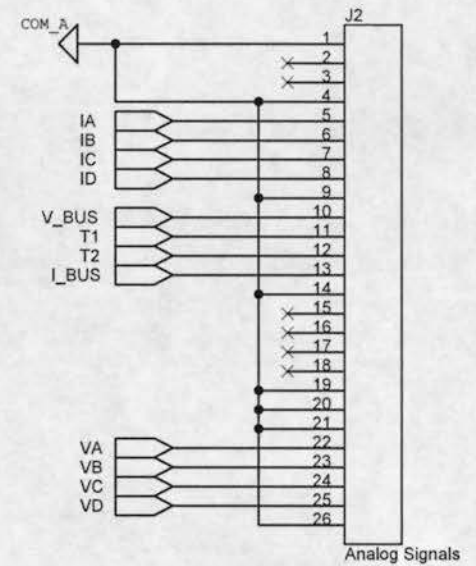 J2
COM_A
1
2
3
4
IA 5
IB 6
IC 7
ID 8
9
V_BUS 10
T1 11
T2 12
I_BUS 13
14
15
16
17
18
19
20
21
VA 22
VB 23
VC 24
VD 25
26
Analog Signals